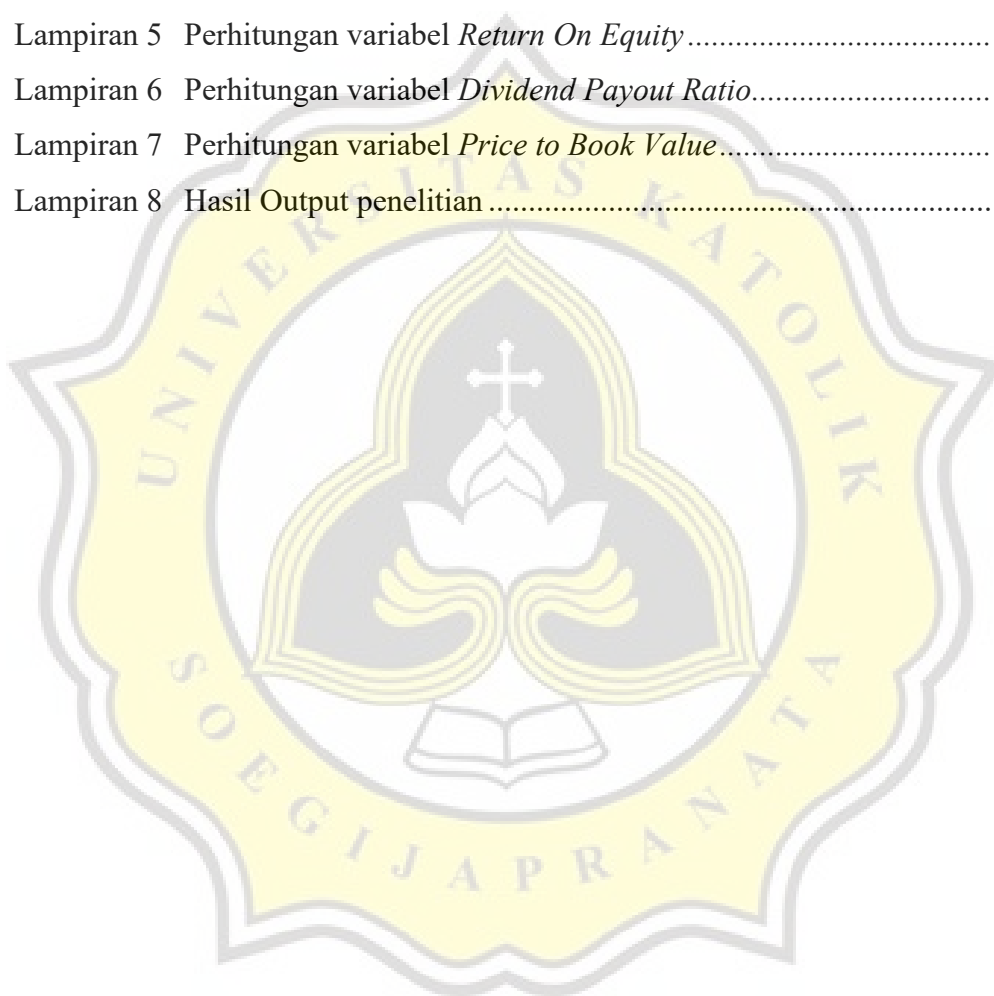 Lampiran 5 Perhitungan variabel Return On Equity......................................
Lampiran 6 Perhitungan variabel Dividend Payout Ratio..............................
Lampiran 7 Perhitungan variabel Price to Book Value..................................
Lampiran 8 Hasil Output penelitian...............................................................
UNIVERSITAS KATOLIK
SOEGIJAPRANATA